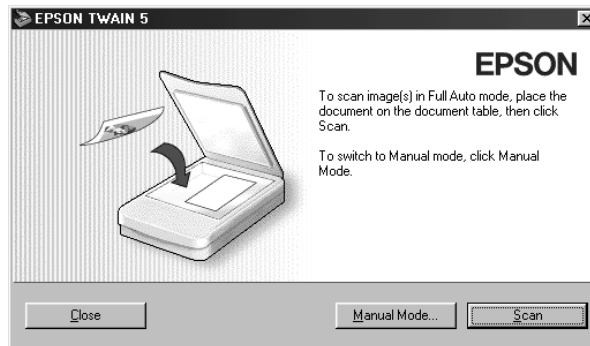 EPSON TWAIN 5
EPSON
To scan image(s) in Full Auto mode, place the
document on the document table, then click
Scan.
To switch to Manual mode, click Manual
Mode.
Close
Manual Mode...
Scan